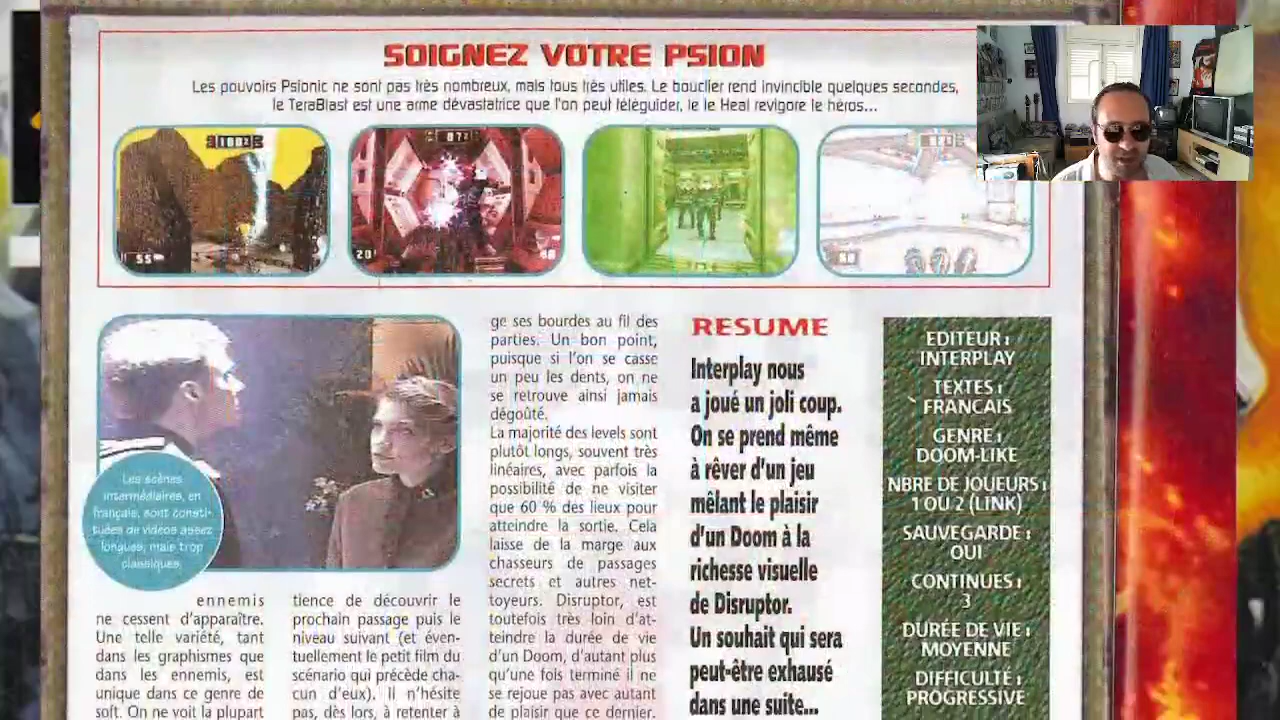 SOIGNEZ VOTRE PSION
Les pouvoirs Psionic ne sont pas très nombreux, mais tous très utiles. Le bouclier rend invincible quelques secondes,
le TeraBlast est une arme dévastatrice que l'on peut téléguider, le le Heal revigore le héros...
100%
55
87%
20
Les scènes
intermédiaires, en
français, sont consti-
tuées de vidéos assez
longues, mais trop
classiques.
ennemis
ne cessent d'apparaître.
Une telle variété, tant
dans les graphismes que
dans les ennemis, est
unique dans ce genre de
soft. On ne voit la plupart
tience de découvrir le
prochain passage puis le
niveau suivant (et éven-
tuellement le petit film du
scénario qui précède cha-
cun d'eux). Il n'hésite
pas, dès lors, à retenter à
ge ses bourdes au fil des
parties. Un bon point,
puisque si l'on se casse
un peu les dents, on ne
se retrouve ainsi jamais
dégoûté.
La majorité des levels sont
plutôt longs, souvent très
linéaires, avec parfois la
possibilité de ne visiter
que 60 % des lieux pour
atteindre la sortie. Cela
laisse de la marge aux
chasseurs de passages
secrets et autres net-
toyeurs. Disruptor, est
toutefois très loin d'at-
teindre la durée de vie
d'un Doom, d'autant plus
qu'une fois terminé il ne
se rejoue pas avec autant
de plaisir que ce dernier.
RESUME
Interplay nous
a joué un joli coup.
On se prend même
à rêver d'un jeu
mêlant le plaisir
d'un Doom à la
richesse visuelle
de Disruptor.
Un souhait qui sera
peut-être exhausé
dans une suite...
EDITEUR :
INTERPLAY
TEXTES :
FRANCAIS
GENRE :
DOOM-LIKE
NBRE DE JOUEURS :
1 OU 2 (LINK)
SAUVEGARDE :
OUI
CONTINUES :
3
DURÉE DE VIE :
MOYENNE
DIFFICULTÉ :
PROGRESSIVE